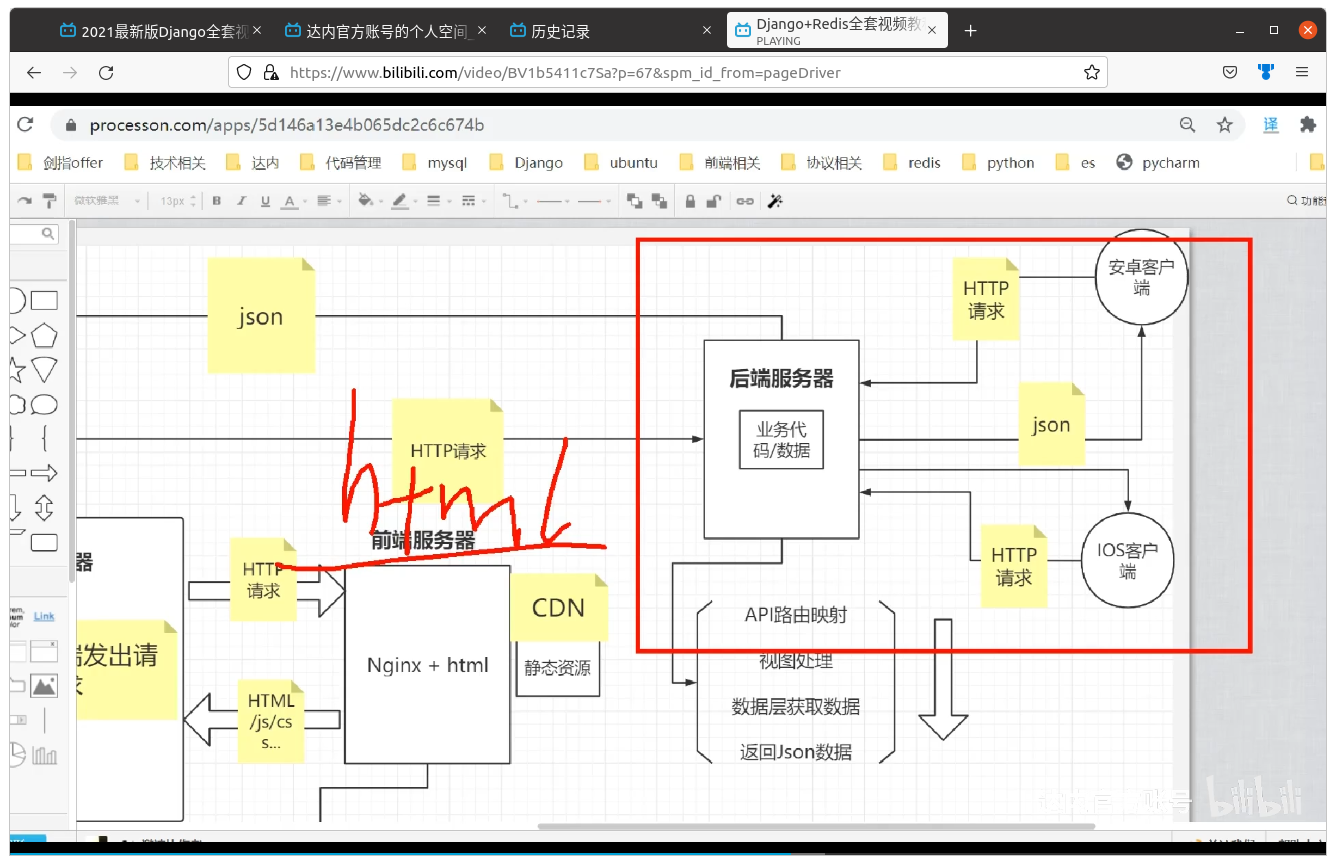 2021最新版Django全套视
达内官方账号的个人空间_
历史记录
Django+Redis全套视频教
PLAYING
https://www.bilibili.com/video/BV1b5411c7Sa?p=67&spm_id_from=pageDriver
processon.com/apps/5d146a13e4b065dc2c6c674b
译
剑指offer 技术相关 达内 代码管理 mysql Django ubuntu 前端相关 协议相关 redis python es pycharm
微软雅黑 13px B I U A
功能
json
HTTP
请求
安卓客户
端
后端服务器
业务代
码/数据
json
HTTP请求
html
前端服务器
器
HTTP
请求
CDN
HTTP
请求
IOS客户
端
API路由映射
Link
发出请
求
Nginx + html
静态资源
视图处理
HTML
/js/cs
s...
数据层获取数据
返回Json数据
bilibili